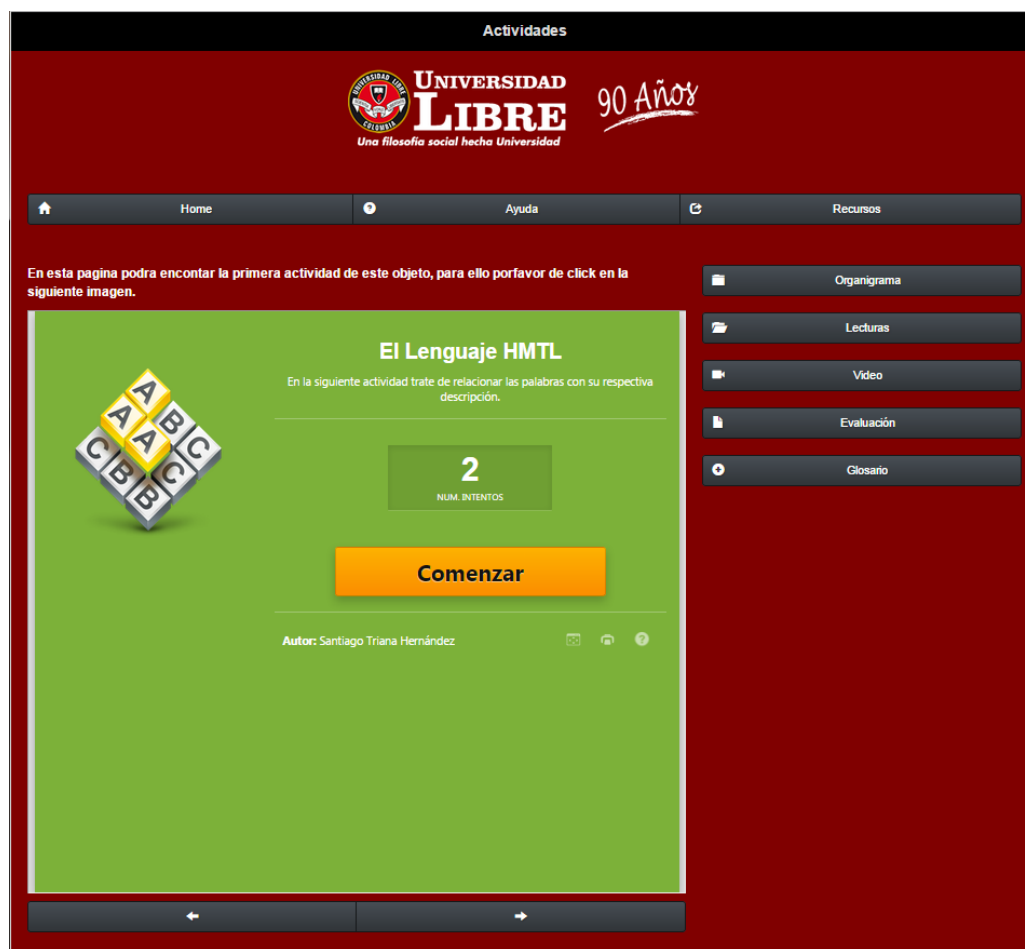 Actividades
UNIVERSIDAD LIBRE COLOMBIA
UNIVERSIDAD
LIBRE
Una filosofía social hecha Universidad
90 Años
Home
Ayuda
Recursos
En esta pagina podra encontar la primera actividad de este objeto, para ello porfavor de click en la
siguiente imagen.
Organigrama
Lecturas
Video
Evaluación
Glosario
El Lenguaje HMTL
En la siguiente actividad trate de relacionar las palabras con su respectiva
descripción.
A
A A B
C A C B
B C C
B
2
NUM. INTENTOS
Comenzar
Autor: Santiago Triana Hernández